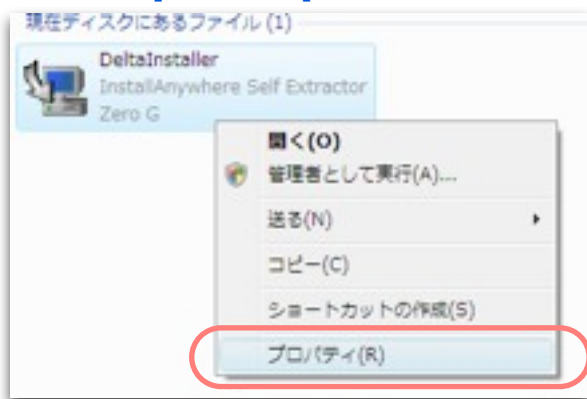 現在ディスクにあるファイル (1)
DeltaInstaller
InstallAnywhere Self Extractor
Zero G
開く(O)
管理者として実行(A)...
送る(N)
コピー(C)
ショートカットの作成(S)
プロパティ(R)